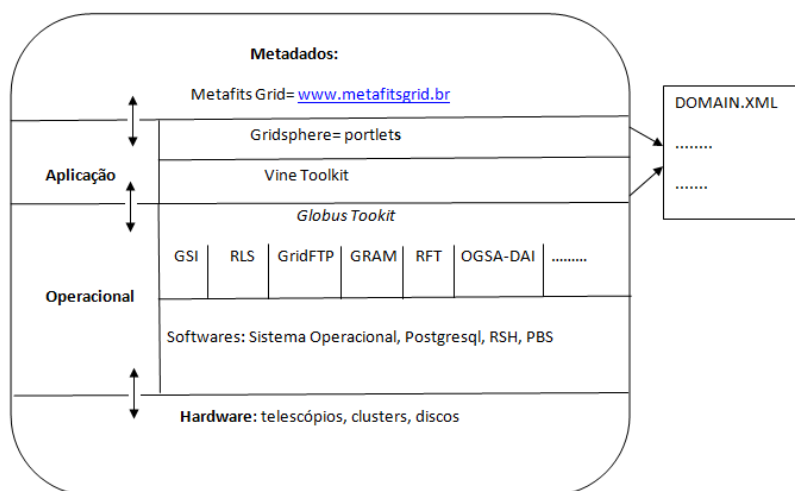 Metadados:
Metafits Grid= www.metafitsgrid.br
DOMAIN.XML
........
.......
Gridsphere= portlets
Aplicação
Vine Toolkit
Globus Tookit
GSI RLS GridFTP GRAM RFT OGSA-DAI .........
Operacional
Softwares: Sistema Operacional, Postgresql, RSH, PBS
Hardware: telescópios, clusters, discos